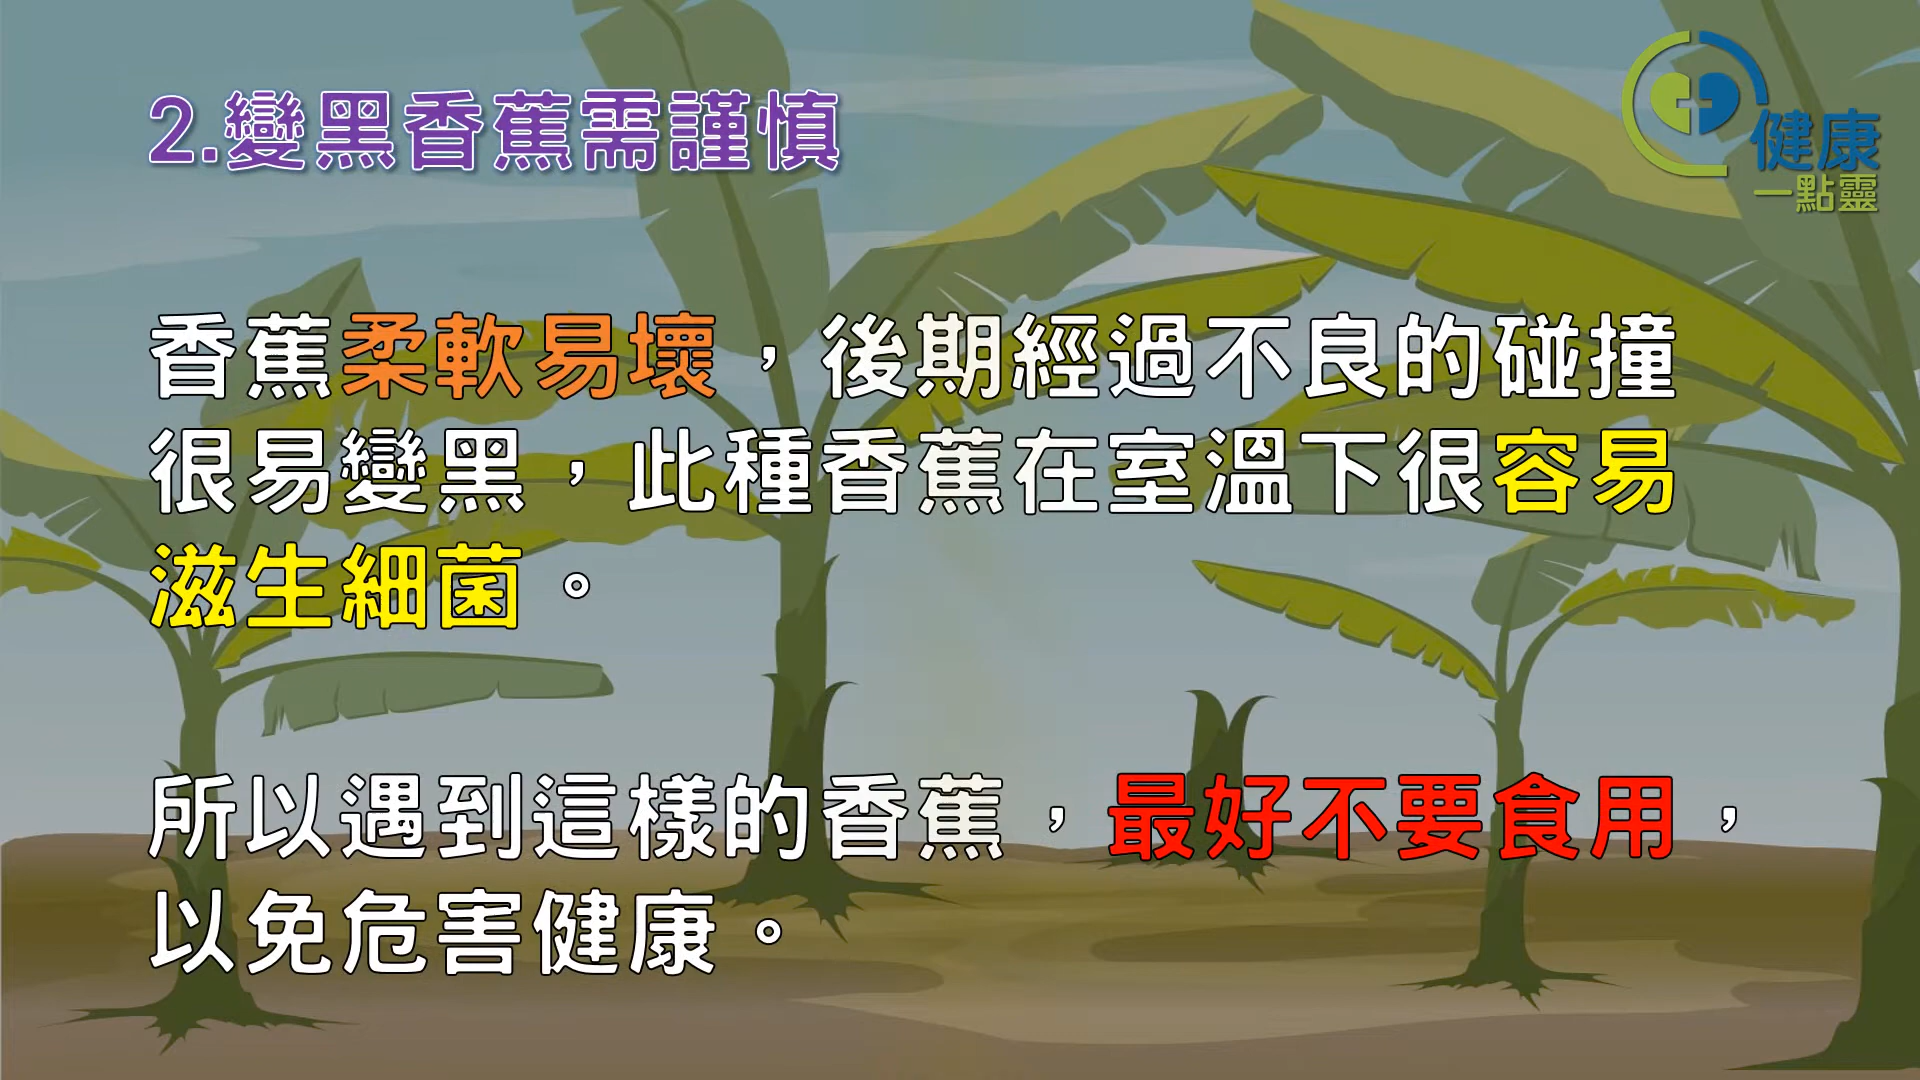 2.變黑香蕉需謹慎
健康
一點靈
香蕉柔軟易壞，後期經過不良的碰撞
很易變黑，此種香蕉在室溫下很容易
滋生細菌。
所以遇到這樣的香蕉，最好不要食用，
以免危害健康。